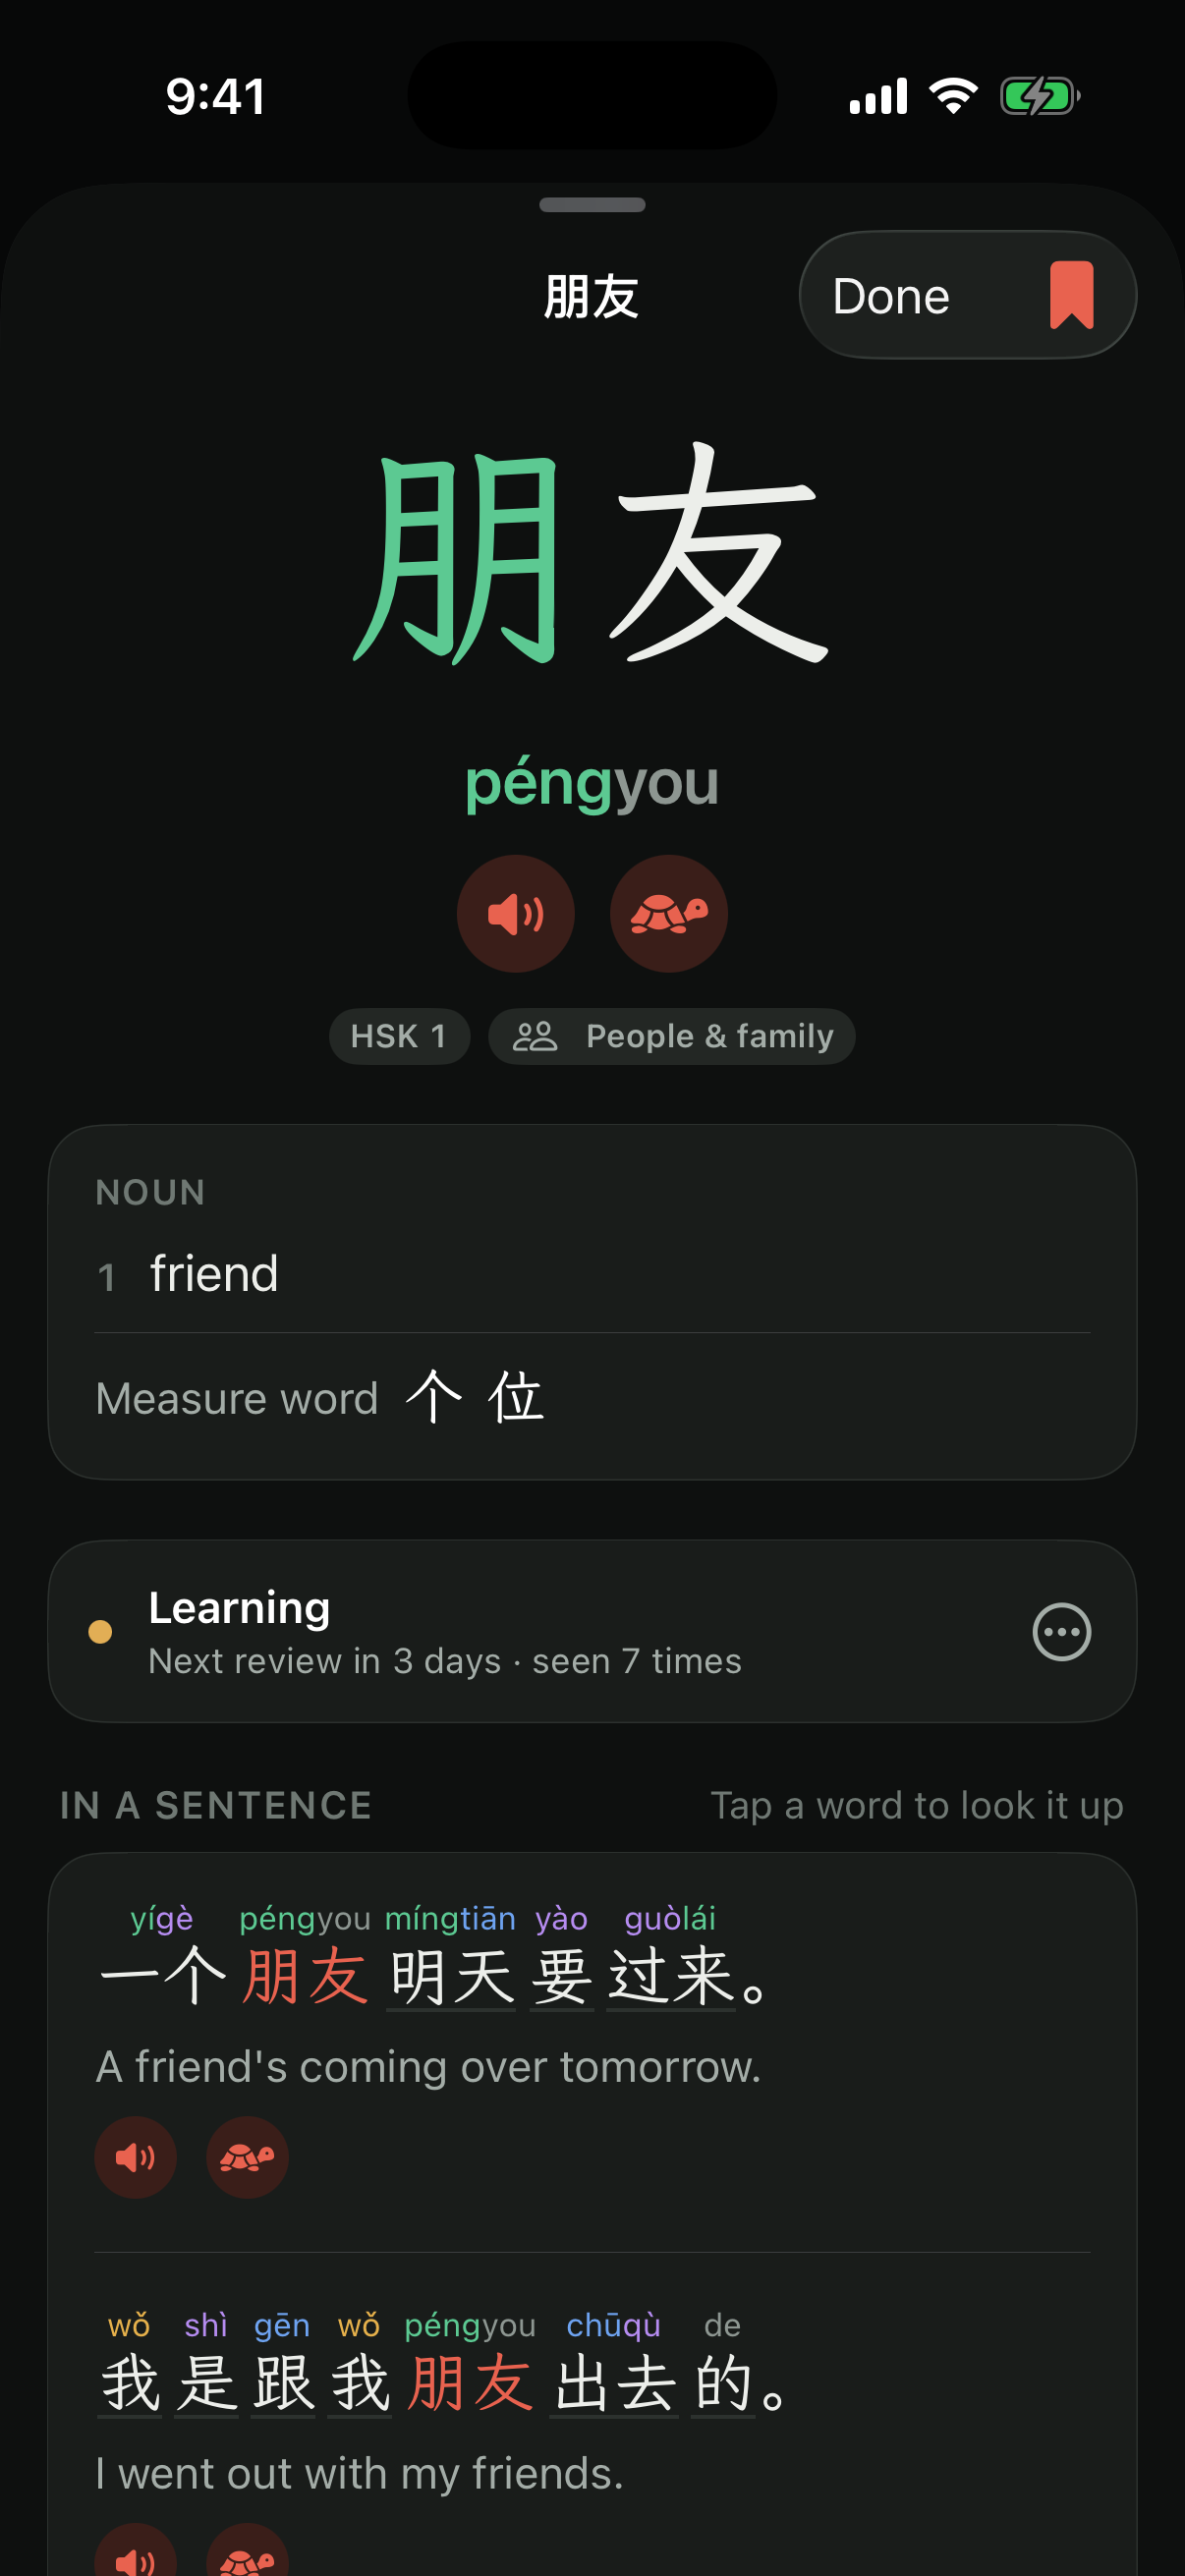 9:41
朋友
Done
朋友
péngyou
HSK 1
People & family
NOUN
1 friend
Measure word 个 位
Learning
Next review in 3 days · seen 7 times
IN A SENTENCE
Tap a word to look it up
yígè péngyou míngtiān yào guòlái
一个朋友明天要过来。
A friend's coming over tomorrow.
wǒ shì gēn wǒ péngyou chūqù de
我是跟我朋友出去的。
I went out with my friends.